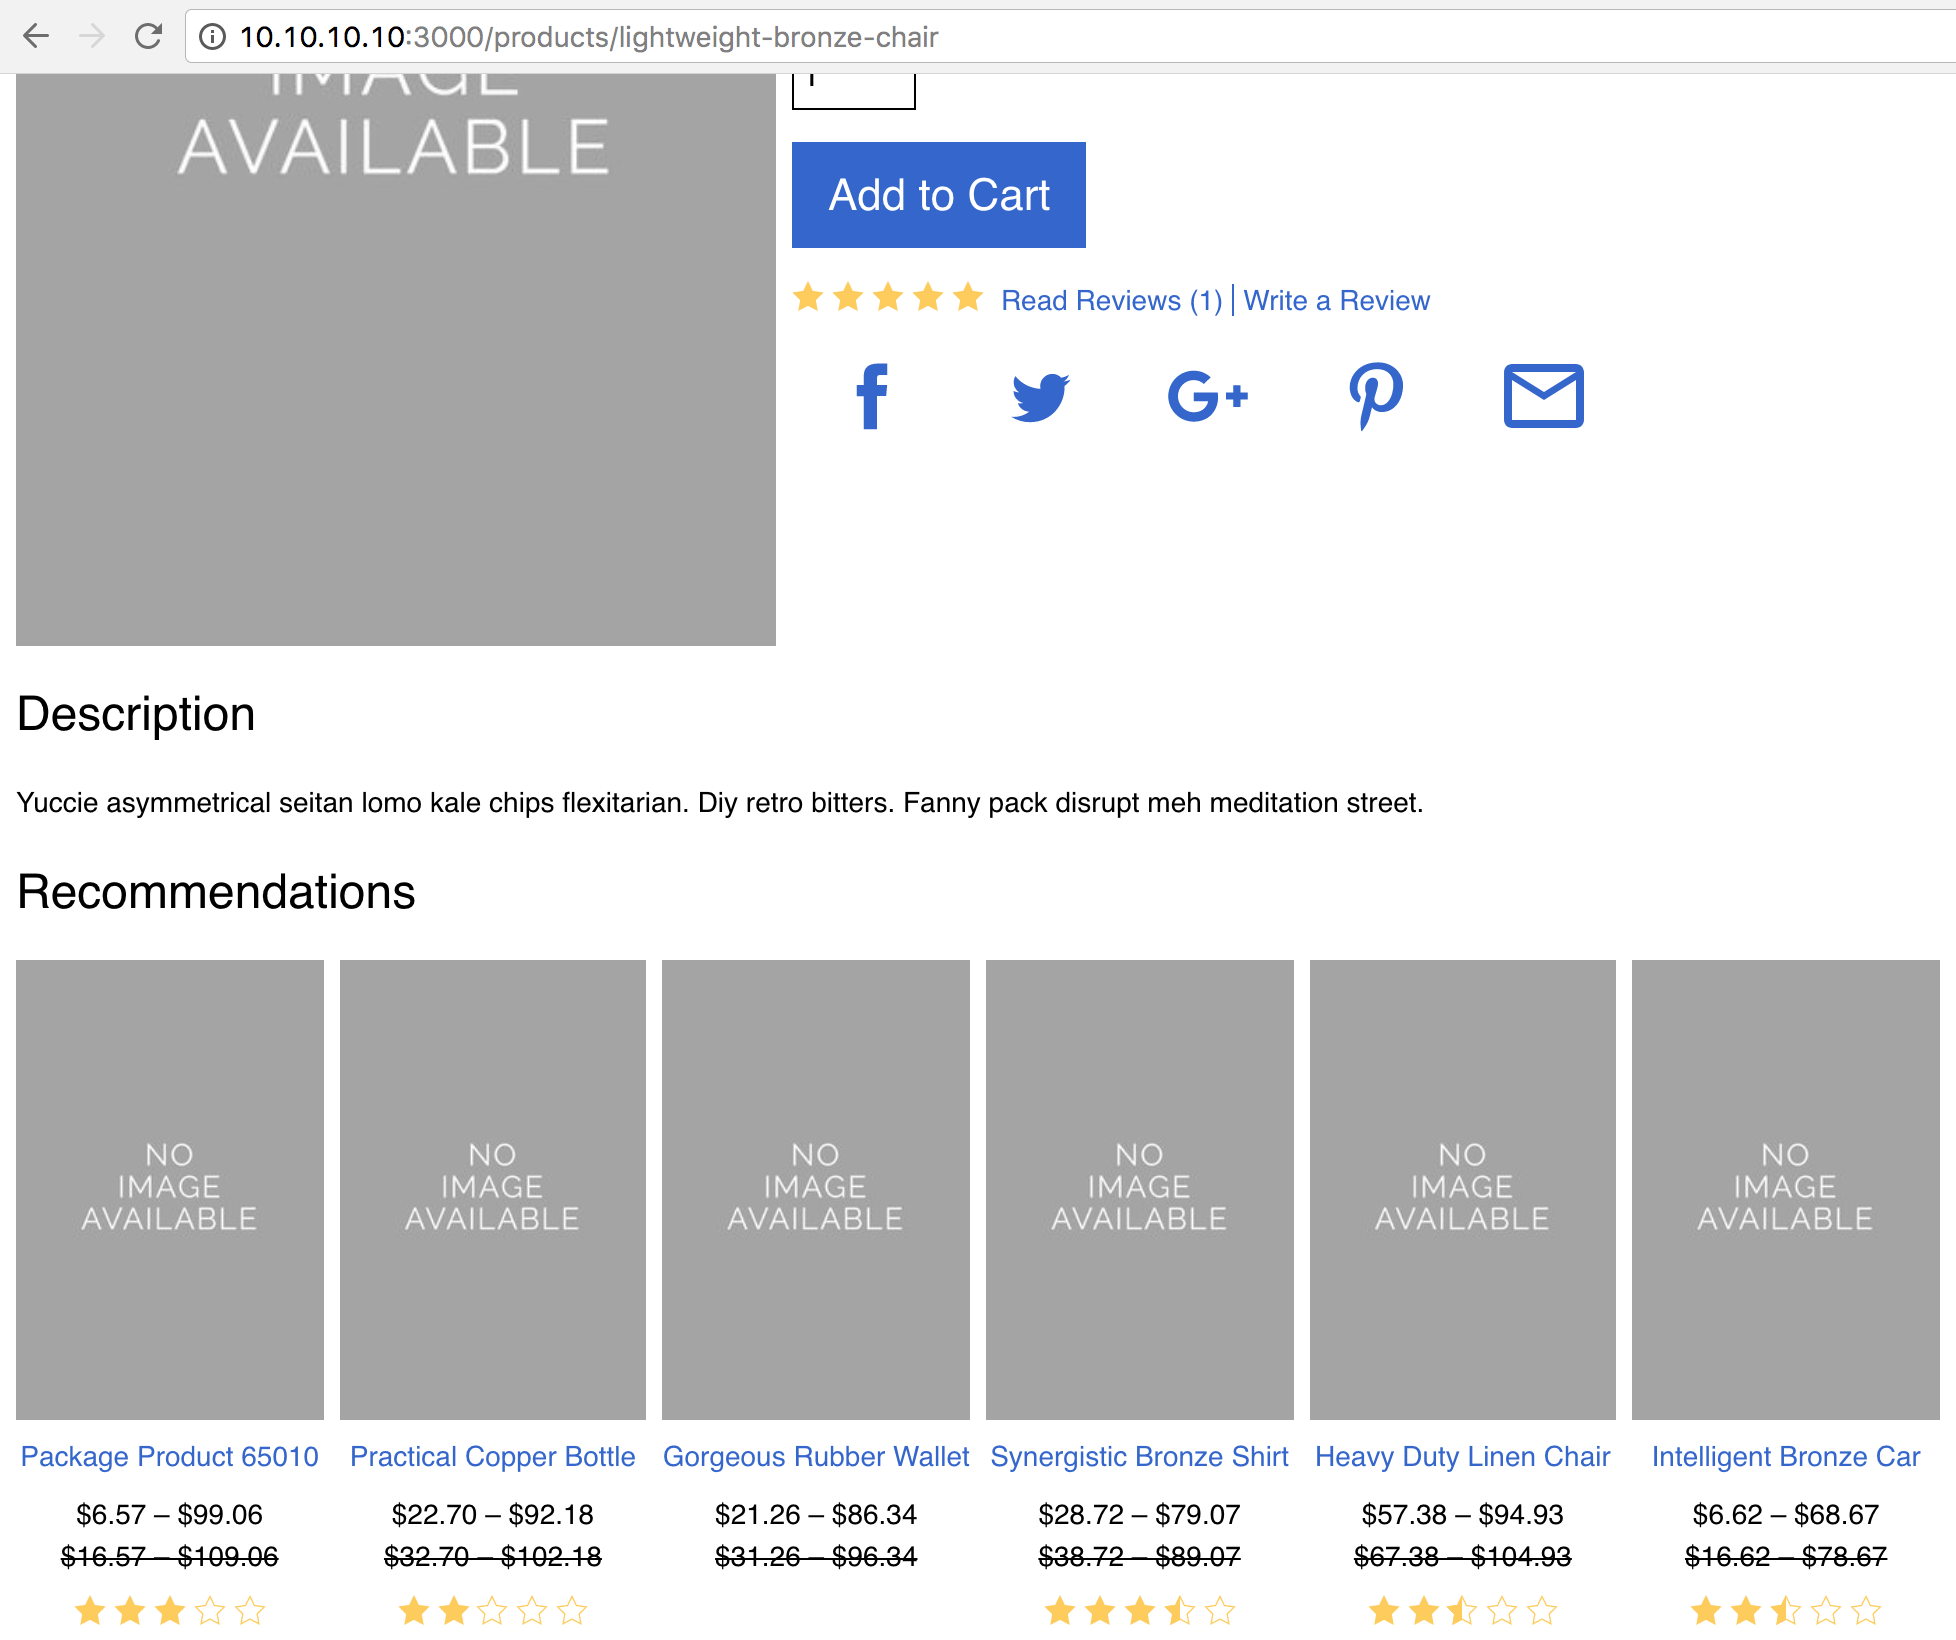 10.10.10.10:3000/products/lightweight-bronze-chair
IMAGE
AVAILABLE
1
Add to Cart
Read Reviews (1) | Write a Review
G+
Description
Yuccie asymmetrical seitan lomo kale chips flexitarian. Diy retro bitters. Fanny pack disrupt meh meditation street.
Recommendations
NO
IMAGE
AVAILABLE
NO
IMAGE
AVAILABLE
NO
IMAGE
AVAILABLE
NO
IMAGE
AVAILABLE
NO
IMAGE
AVAILABLE
NO
IMAGE
AVAILABLE
Package Product 65010
$6.57 – $99.06
$16.57 – $109.06
Practical Copper Bottle
$22.70 – $92.18
$32.70 – $102.18
Gorgeous Rubber Wallet
$21.26 – $86.34
$31.26 – $96.34
Synergistic Bronze Shirt
$28.72 – $79.07
$38.72 – $89.07
Heavy Duty Linen Chair
$57.38 – $94.93
$67.38 – $104.93
Intelligent Bronze Car
$6.62 – $68.67
$16.62 – $78.67